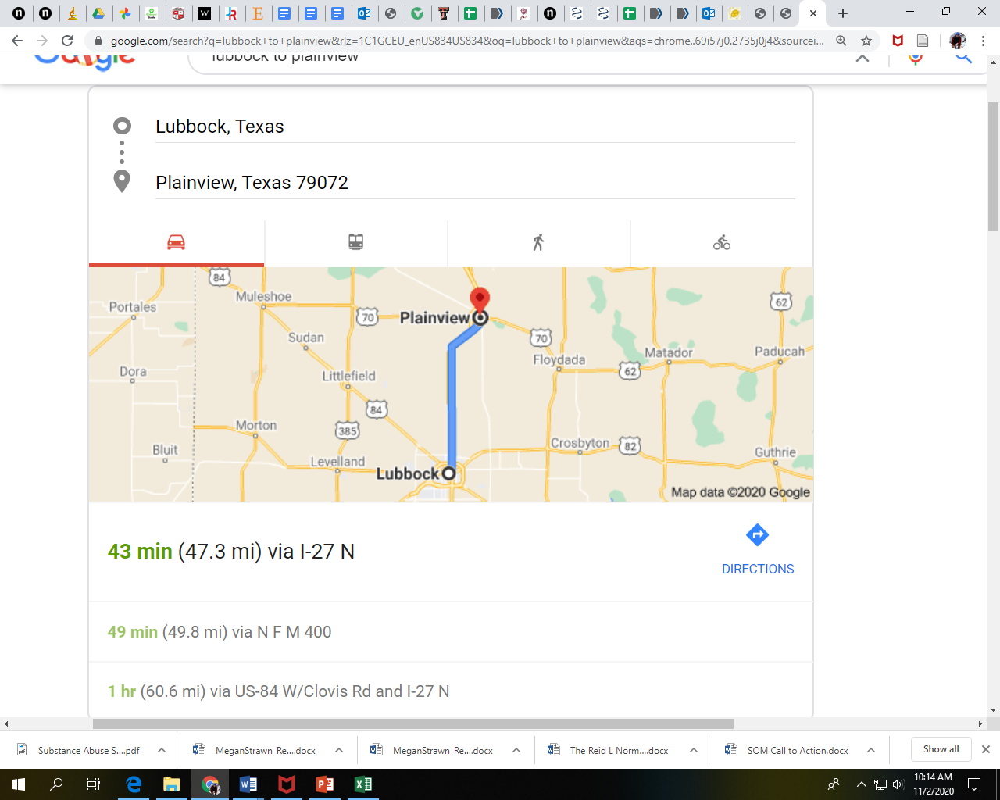 google.com/search?q=lubbock+to+plainview&rlz=1C1GCEU_enUS834US834&oq=lubbock+to+plainview&aqs=chrome..69i57j0.2735j0j4&sourcei...
Google
lubbock to plainview
Lubbock, Texas
Plainview, Texas 79072
84
Muleshoe
Portales
62
70
Plainview
Sudan
70
Matador
Paducah
Floydada
Dora
Littlefield
62
84
Morton
385
Crosbyton
82
Bluit
Levelland
Guthrie
Lubbock
Map data ©2020 Google
43 min (47.3 mi) via I-27 N
DIRECTIONS
49 min (49.8 mi) via N F M 400
1 hr (60.6 mi) via US-84 W/Clovis Rd and I-27 N
Substance Abuse S....pdf
MeganStrawn_Re....docx
MeganStrawn_Re....docx
The Reid L Norm....docx
SOM Call to Action.docx
Show all
10:14 AM
11/2/2020